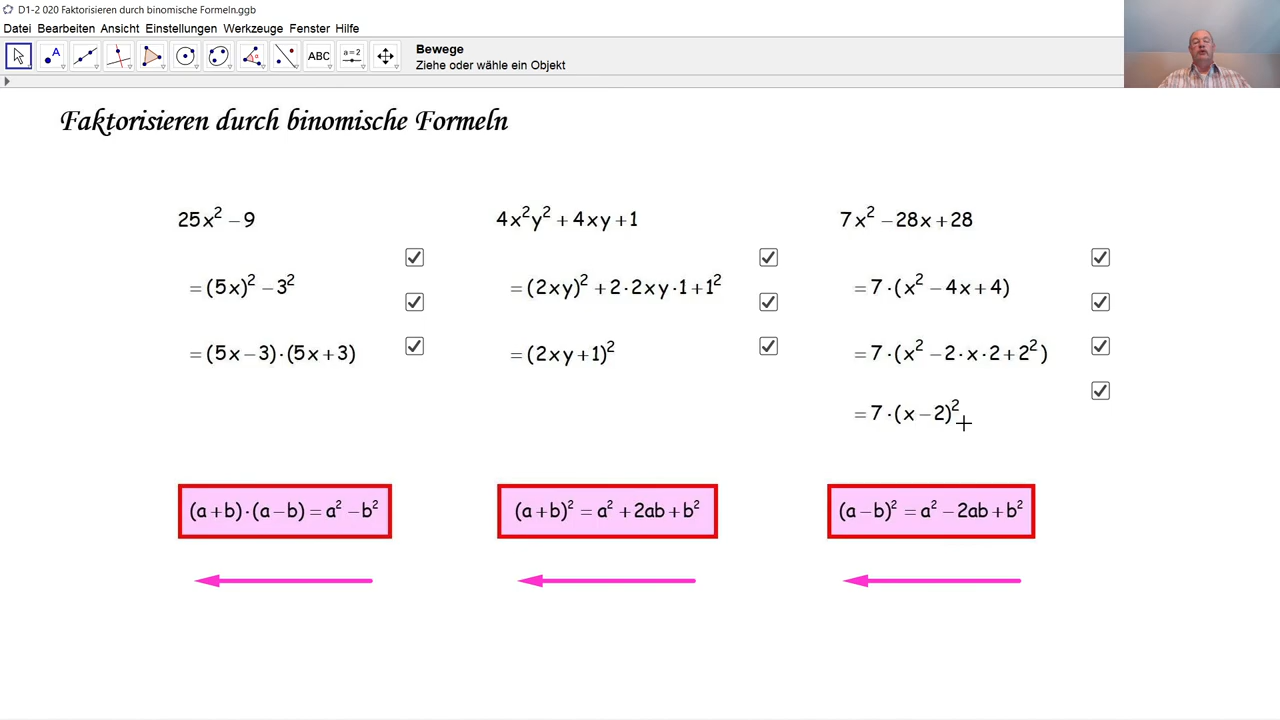 D1-2 020 Faktorisieren durch binomische Formeln.ggb
Datei Bearbeiten Ansicht Einstellungen Werkzeuge Fenster Hilfe
A
ABC
a=2
Bewege
Ziehe oder wähle ein Objekt
Faktorisieren durch binomische Formeln
25x² − 9
= (5x)² − 3²
= (5x − 3) · (5x + 3)
4x²y² + 4xy + 1
= (2xy)² + 2 · 2xy · 1 + 1²
= (2xy + 1)²
7x² − 28x + 28
= 7 · (x² − 4x + 4)
= 7 · (x² − 2 · x · 2 + 2²)
= 7 · (x − 2)²
(a + b) · (a − b) = a² − b²
(a + b)² = a² + 2ab + b²
(a − b)² = a² − 2ab + b²